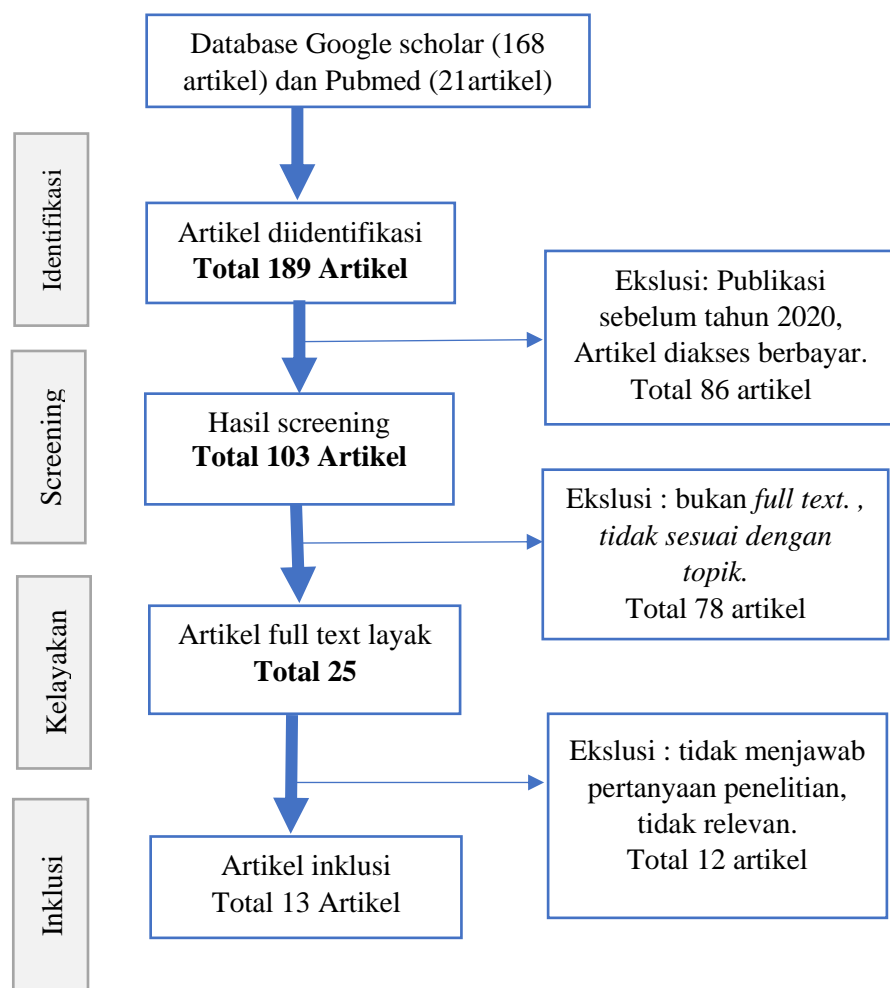 Database Google scholar (168
artikel) dan Pubmed (21artikel)
Identifikasi
Artikel diidentifikasi
Total 189 Artikel
Ekslusi: Publikasi
sebelum tahun 2020,
Artikel diakses berbayar.
Total 86 artikel
Screening
Hasil screening
Total 103 Artikel
Ekslusi : bukan full text. ,
tidak sesuai dengan
topik.
Total 78 artikel
Kelayakan
Artikel full text layak
Total 25
Ekslusi : tidak menjawab
pertanyaan penelitian,
tidak relevan.
Total 12 artikel
Inklusi
Artikel inklusi
Total 13 Artikel